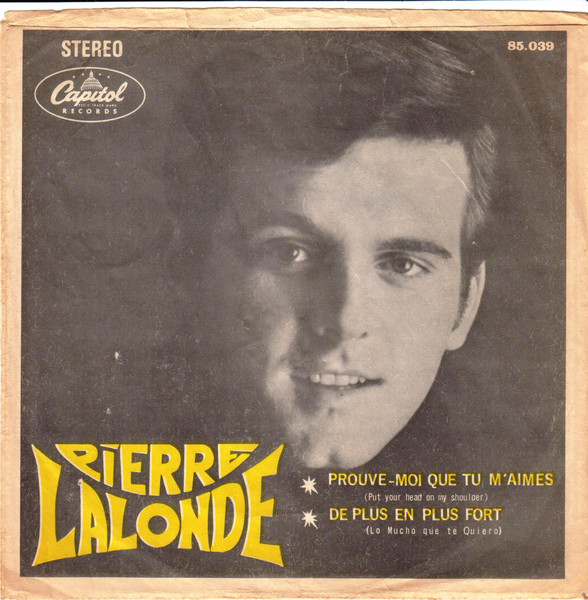 STEREO
85.039
Capitol
RECORDS
PIERRE
LALONDE
PROUVE-MOI QUE TU M'AIMES
(Put your head on my shoulder)
DE PLUS EN PLUS FORT
(Lo Mucho que te Quiero)